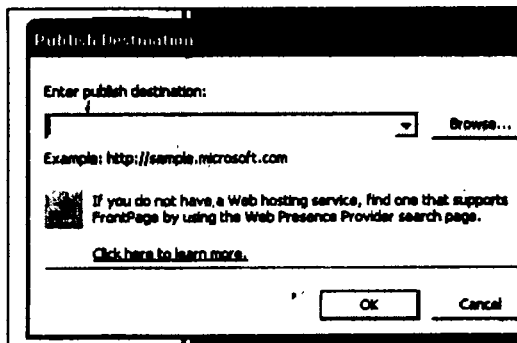 Publish Destination
Enter publish destination:
Browse...
Example: http://sample.microsoft.com
If you do not have a Web hosting service, find one that supports
FrontPage by using the Web Presence Provider search page.
Click here to learn more.
OK
Cancel